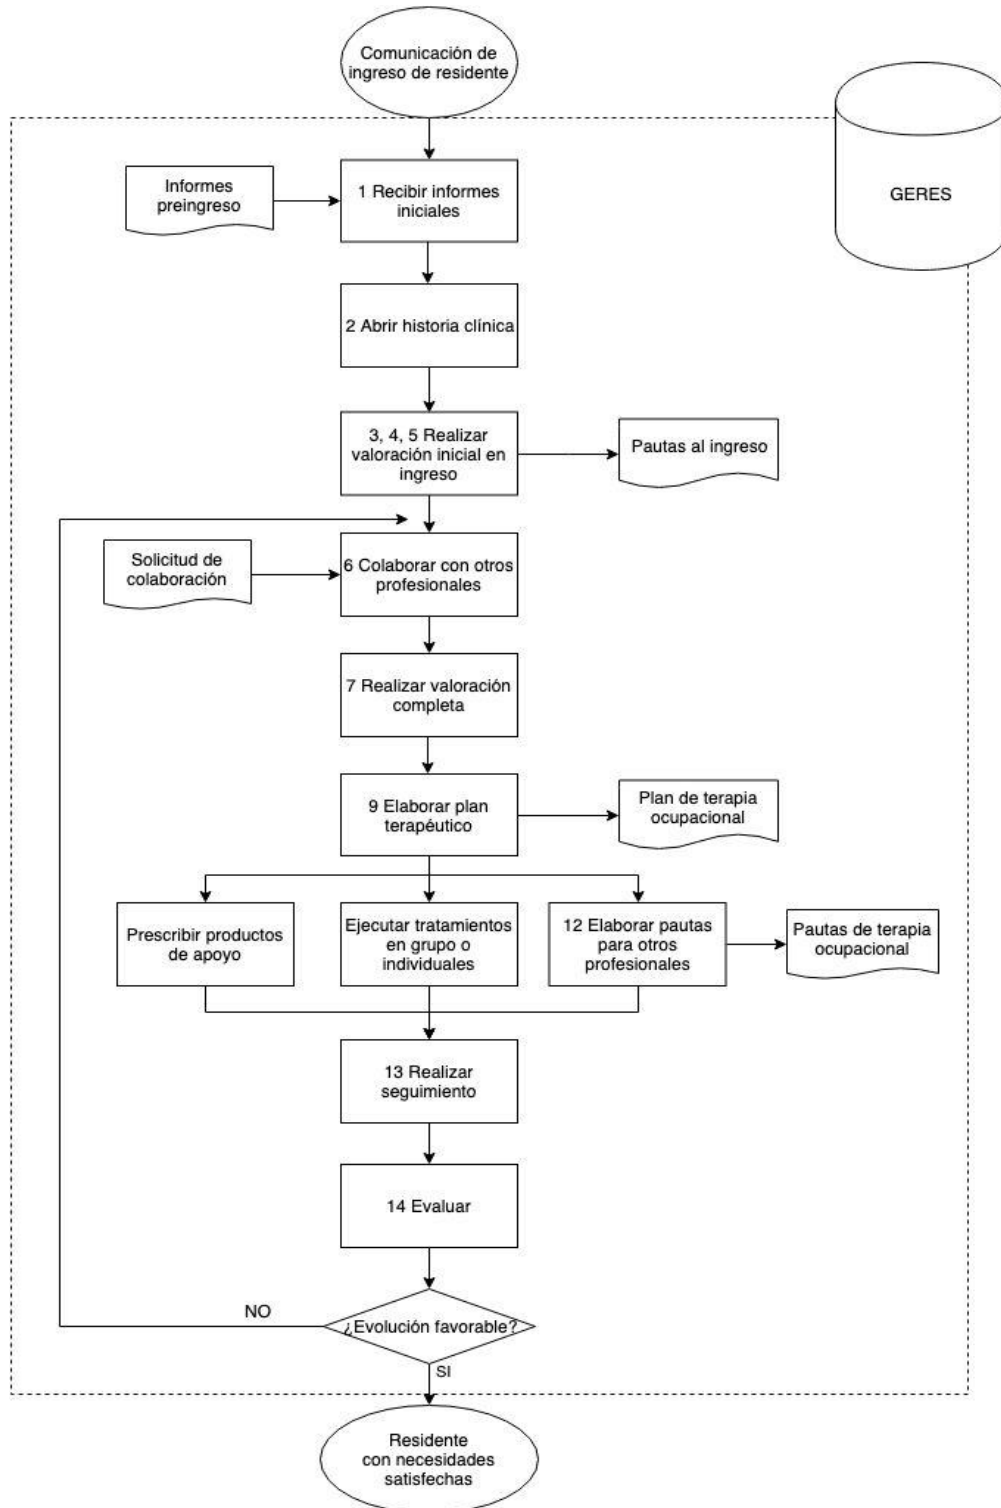 Comunicación de
ingreso de residente
GERES
Informes
preingreso
1 Recibir informes
iniciales
2 Abrir historia clínica
3, 4, 5 Realizar
valoración inicial en
ingreso
Pautas al ingreso
Solicitud de
colaboración
6 Colaborar con otros
profesionales
7 Realizar valoración
completa
9 Elaborar plan
terapéutico
Plan de terapia
ocupacional
Prescribir productos
de apoyo
Ejecutar tratamientos
en grupo o
individuales
12 Elaborar pautas
para otros
profesionales
Pautas de terapia
ocupacional
13 Realizar
seguimiento
14 Evaluar
NO
¿Evolución favorable?
SI
Residente
con necesidades
satisfechas